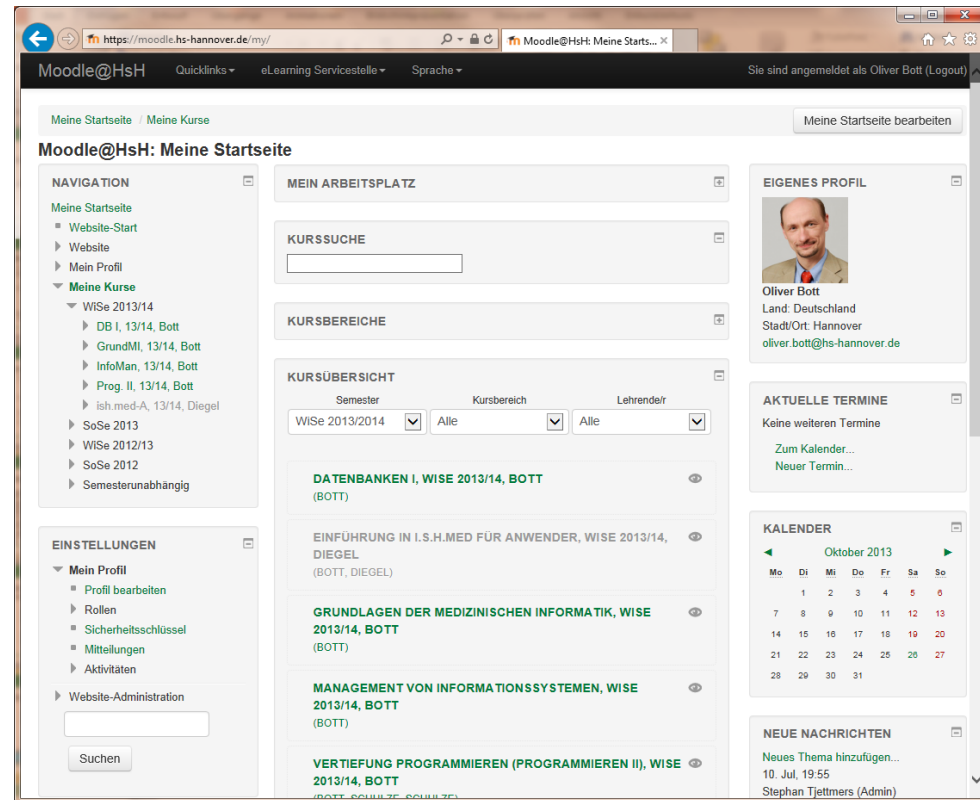 https://moodle.hs-hannover.de/my/
Moodle@HsH: Meine Starts...
Moodle@HsH Quicklinks eLearning Servicestelle Sprache Sie sind angemeldet als Oliver Bott (Logout)
Meine Startseite / Meine Kurse
Meine Startseite bearbeiten
Moodle@HsH: Meine Startseite
NAVIGATION
Meine Startseite
Website-Start
Website
Mein Profil
Meine Kurse
WiSe 2013/14
DB I, 13/14, Bott
GrundMI, 13/14, Bott
InfoMan, 13/14, Bott
Prog. II, 13/14, Bott
ish.med-A, 13/14, Diegel
SoSe 2013
WiSe 2012/13
SoSe 2012
Semesterunabhängig
EINSTELLUNGEN
Mein Profil
Profil bearbeiten
Rollen
Sicherheitsschlüssel
Mitteilungen
Aktivitäten
Website-Administration
Suchen
MEIN ARBEITSPLATZ
KURSSUCHE
KURSBEREICHE
KURSÜBERSICHT
Semester Kursbereich Lehrende/r
WiSe 2013/2014 Alle Alle
DATENBANKEN I, WISE 2013/14, BOTT
(BOTT)
EINFÜHRUNG IN I.S.H.MED FÜR ANWENDER, WISE 2013/14,
DIEGEL
(BOTT, DIEGEL)
GRUNDLAGEN DER MEDIZINISCHEN INFORMATIK, WISE
2013/14, BOTT
(BOTT)
MANAGEMENT VON INFORMATIONSSYSTEMEN, WISE
2013/14, BOTT
(BOTT)
VERTIEFUNG PROGRAMMIEREN (PROGRAMMIEREN II), WISE
2013/14, BOTT
(BOTT, SCHULZE, SCHULZE)
EIGENES PROFIL
Oliver Bott
Land: Deutschland
Stadt/Ort: Hannover
oliver.bott@hs-hannover.de
AKTUELLE TERMINE
Keine weiteren Termine
Zum Kalender...
Neuer Termin...
KALENDER
Oktober 2013
Mo Di Mi Do Fr Sa So
1 2 3 4 5 6
7 8 9 10 11 12 13
14 15 16 17 18 19 20
21 22 23 24 25 26 27
28 29 30 31
NEUE NACHRICHTEN
Neues Thema hinzufügen...
10. Jul, 19:55
Stephan Tjettmers (Admin)